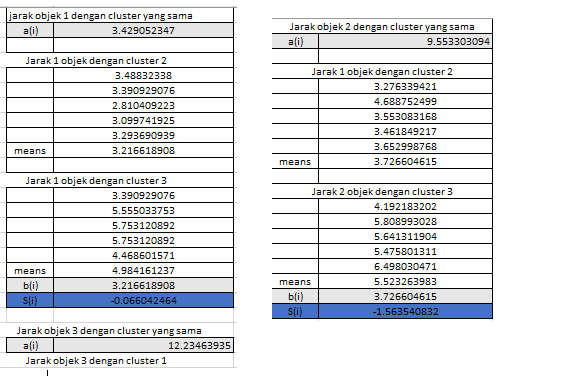 jarak objek 1 dengan cluster yang sama
a(i) 3.429052347
Jarak 1 objek dengan cluster 2
3.48832338
3.390929076
2.810409223
3.099741925
3.293690939
means 3.216618908
Jarak 1 objek dengan cluster 3
3.390929076
5.555033753
5.753120892
5.753120892
4.468601571
means 4.984161237
b(i) 3.216618908
S(i) -0.066042464
Jarak objek 3 dengan cluster yang sama
a(i) 12.23463935
Jarak objek 3 dengan cluster 1
Jarak objek 2 dengan cluster yang sama
a(i) 9.553303094
Jarak 1 objek dengan cluster 2
3.276339421
4.688752499
3.553083168
3.461849217
3.652998768
means 3.726604615
Jarak 2 objek dengan cluster 3
4.192183202
5.808993028
5.641311904
5.475801311
6.498030471
means 5.523263983
b(i) 3.726604615
S(i) -1.563540832